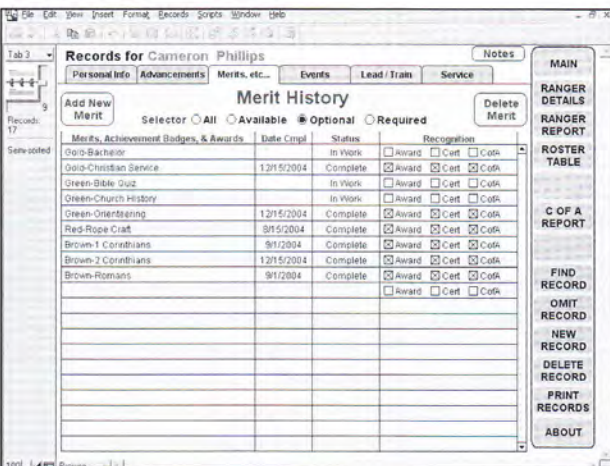 File Edit View Insert Format Records Scripts Window Help
Tab 3
9
Records:
17
Semi-sorted
Records for Cameron Phillips
Notes
Personal Info Advancements Merits, etc... Events Lead / Train Service
Add New Merit
Merit History
Delete Merit
Selector All Available Optional Required
Merits, Achievement Badges, & Awards Date Cmpl Status Recognition
Gold-Bachelor In Work Award Cert CofA
Gold-Christian Service 12/15/2004 Complete Award Cert CofA
Green-Bible Quiz In Work Award Cert CofA
Green-Church History In Work Award Cert CofA
Green-Orienteering 12/15/2004 Complete Award Cert CofA
Red-Rope Craft 8/15/2004 Complete Award Cert CofA
Brown-1 Corinthians 9/1/2004 Complete Award Cert CofA
Brown-2 Corinthians 12/15/2004 Complete Award Cert CofA
Brown-Romans 9/1/2004 Complete Award Cert CofA
Award Cert CofA
MAIN
RANGER
DETAILS
RANGER
REPORT
ROSTER
TABLE
C OF A
REPORT
FIND
RECORD
OMIT
RECORD
NEW
RECORD
DELETE
RECORD
PRINT
RECORDS
ABOUT
100